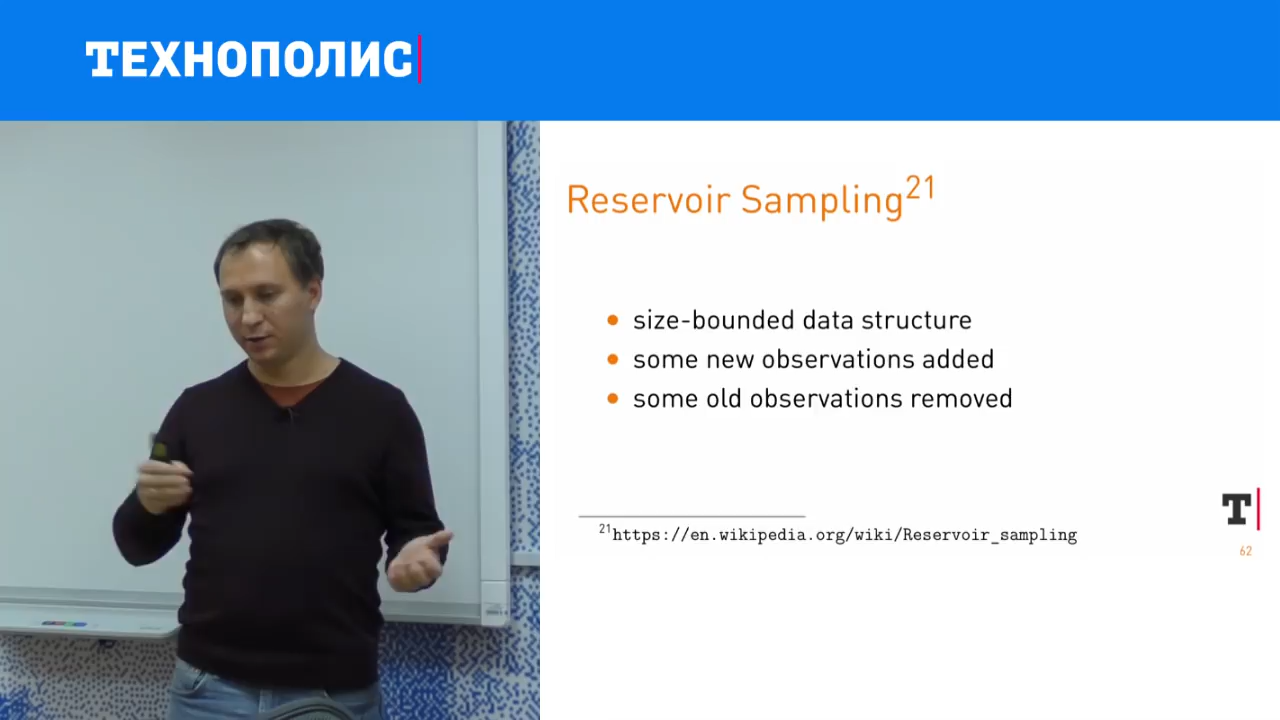 ТЕХНОПОЛИС
Reservoir Sampling21
• size-bounded data structure
• some new observations added
• some old observations removed
21https://en.wikipedia.org/wiki/Reservoir_sampling
T
62